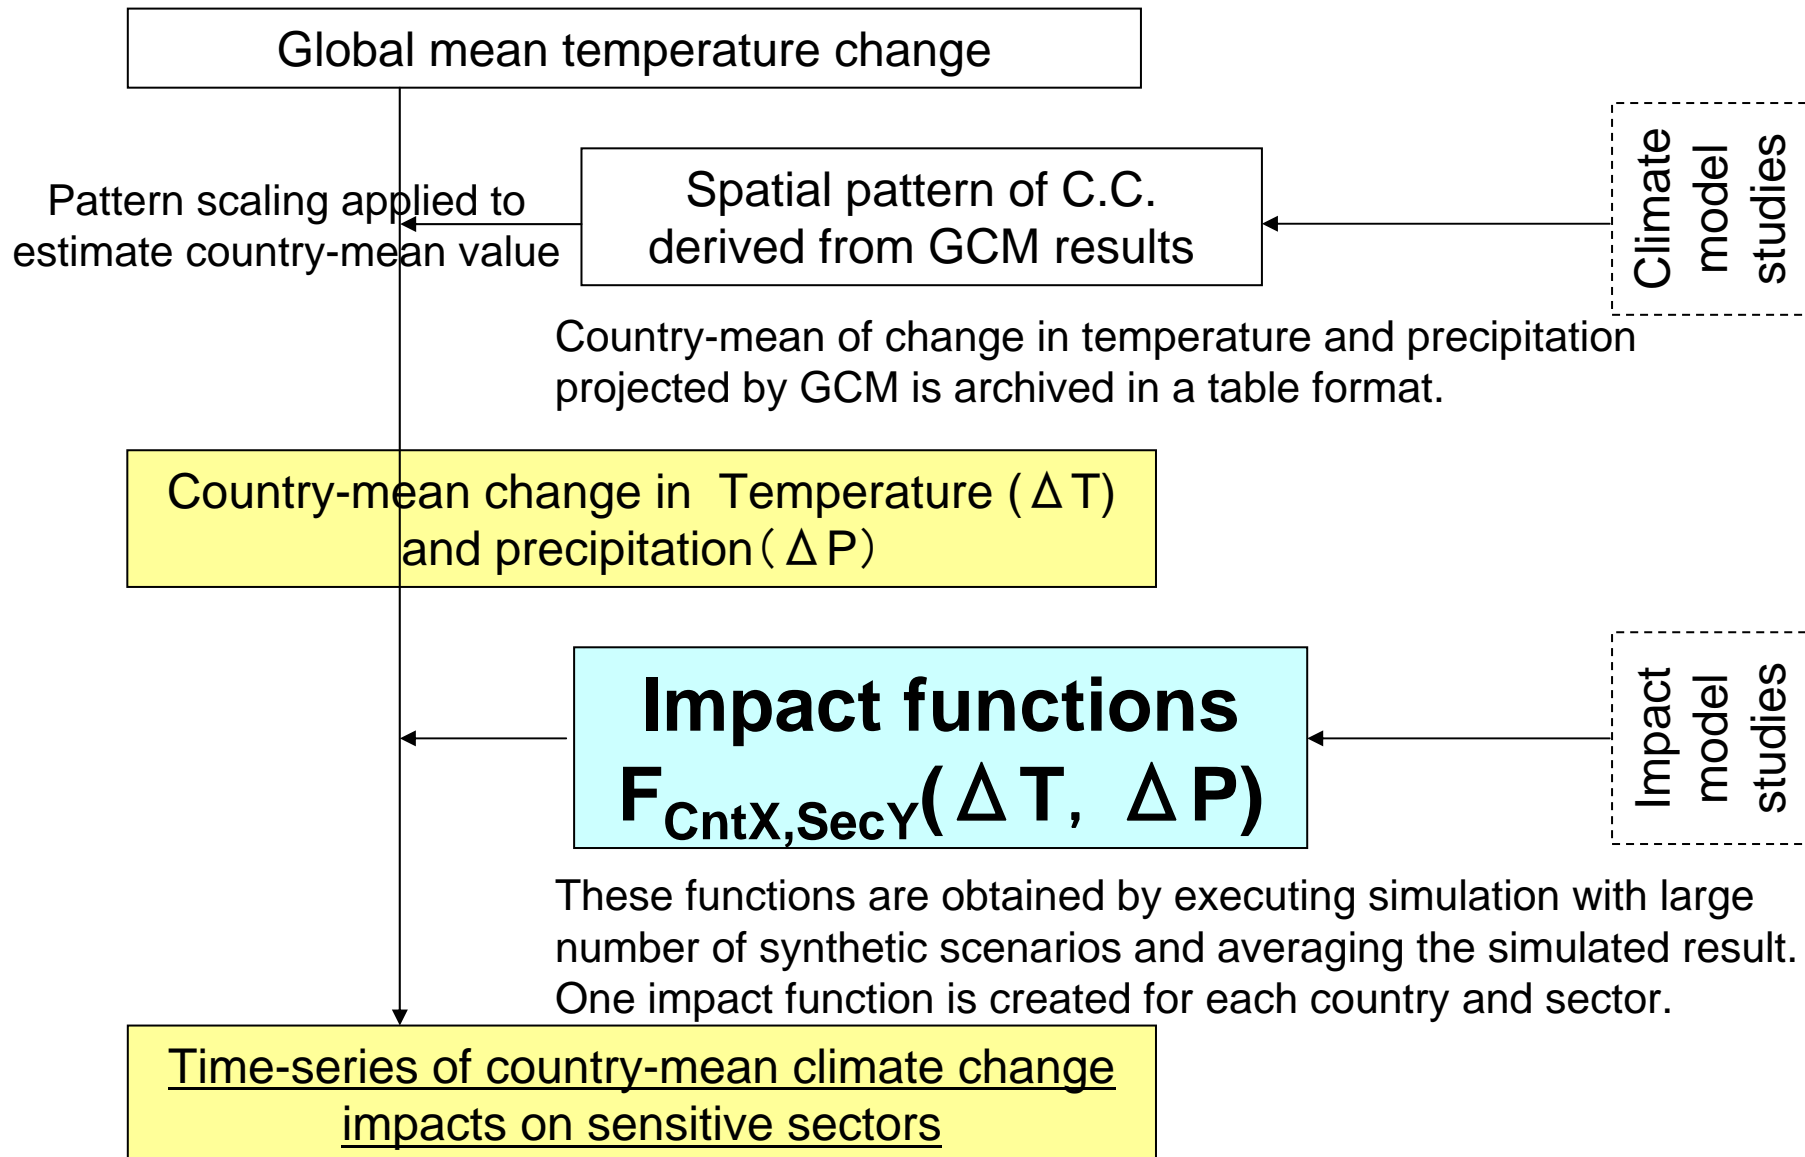 Global mean temperature change
Pattern scaling applied to
estimate country-mean value
Spatial pattern of C.C.
derived from GCM results
Climate
model
studies
Country-mean of change in temperature and precipitation
projected by GCM is archived in a table format.
Country-mean change in Temperature (ΔT)
and precipitation（ΔP）
Impact functions
F_CntX,SecY(ΔT, ΔP)
Impact
model
studies
These functions are obtained by executing simulation with large
number of synthetic scenarios and averaging the simulated result.
One impact function is created for each country and sector.
Time-series of country-mean climate change
impacts on sensitive sectors